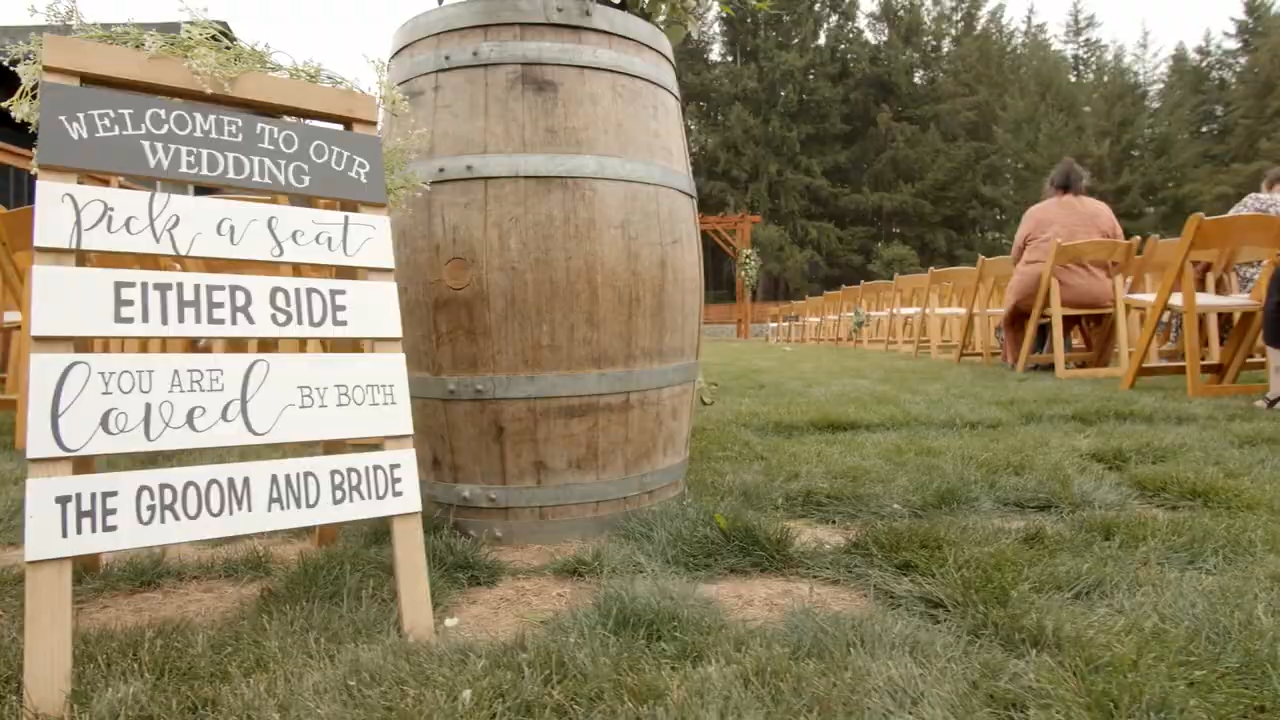 WELCOME TO OUR
WEDDING
Pick a seat
EITHER SIDE
YOU ARE
loved BY BOTH
THE GROOM AND BRIDE